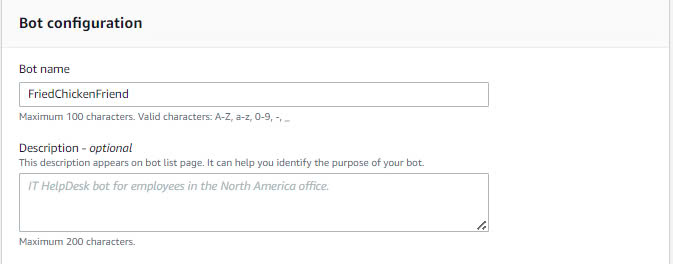 Bot configuration
Bot name
FriedChickenFriend
Maximum 100 characters. Valid characters: A-Z, a-z, 0-9, -, _
Description - optional
This description appears on bot list page. It can help you identify the purpose of your bot.
IT HelpDesk bot for employees in the North America office.
Maximum 200 characters.